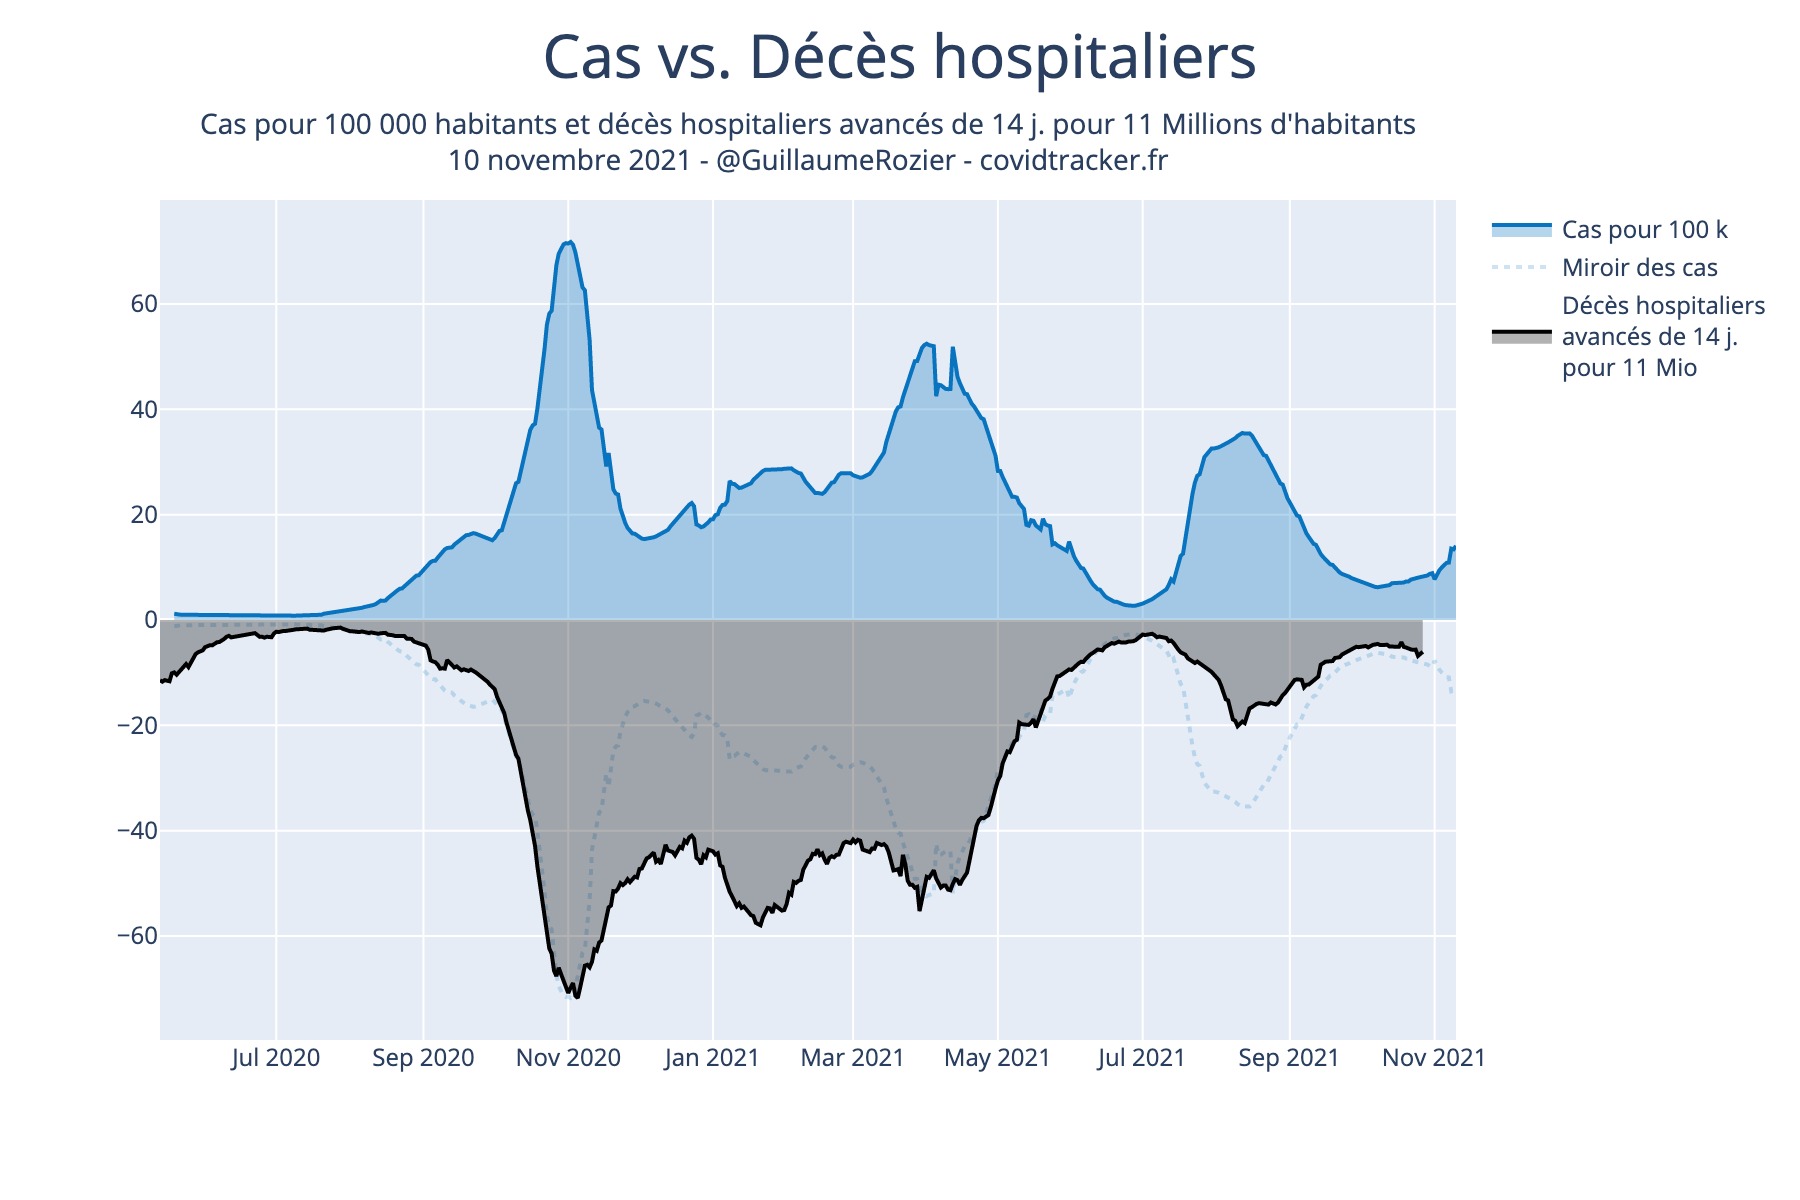 Cas vs. Décès hospitaliers
Cas pour 100 000 habitants et décès hospitaliers avancés de 14 j. pour 11 Millions d'habitants
10 novembre 2021 - @GuillaumeRozier - covidtracker.fr
Cas pour 100 k
Miroir des cas
Décès hospitaliers
avancés de 14 j.
pour 11 Mio
60
40
20
0
−20
−40
−60
Jul 2020
Sep 2020
Nov 2020
Jan 2021
Mar 2021
May 2021
Jul 2021
Sep 2021
Nov 2021